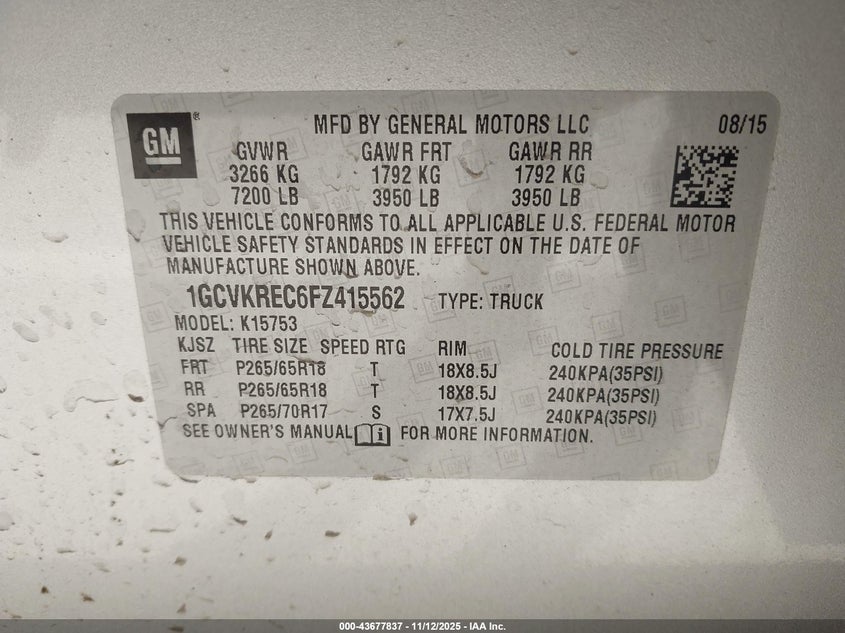 GM ® MFD BY GENERAL MOTORS LLC 08/15
GVWR GAWR FRT GAWR RR
3266 KG 1792 KG 1792 KG
7200 LB 3950 LB 3950 LB
THIS VEHICLE CONFORMS TO ALL APPLICABLE U.S. FEDERAL MOTOR
VEHICLE SAFETY STANDARDS IN EFFECT ON THE DATE OF
MANUFACTURE SHOWN ABOVE.
1GCVKREC6FZ415562 TYPE: TRUCK
MODEL: K15753
KJSZ TIRE SIZE SPEED RTG RIM COLD TIRE PRESSURE
FRT P265/65R18 T 18X8.5J 240KPA(35PSI)
RR P265/65R18 T 18X8.5J 240KPA(35PSI)
SPA P265/70R17 S 17X7.5J 240KPA(35PSI)
SEE OWNER'S MANUAL i FOR MORE INFORMATION.
000-43677837 - 11/12/2025 - IAA Inc.